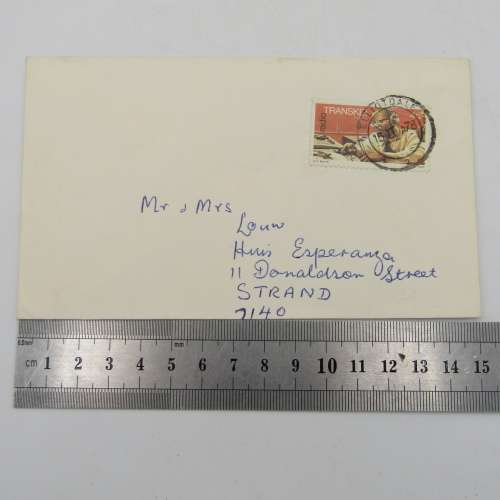 radio TRANSKEI
Mr & Mrs
Louw
Huis Esperanza
11 Donaldson Street
STRAND
7140
cm 1 2 3 4 5 6 7 8 9 10 11 12 13 14 15